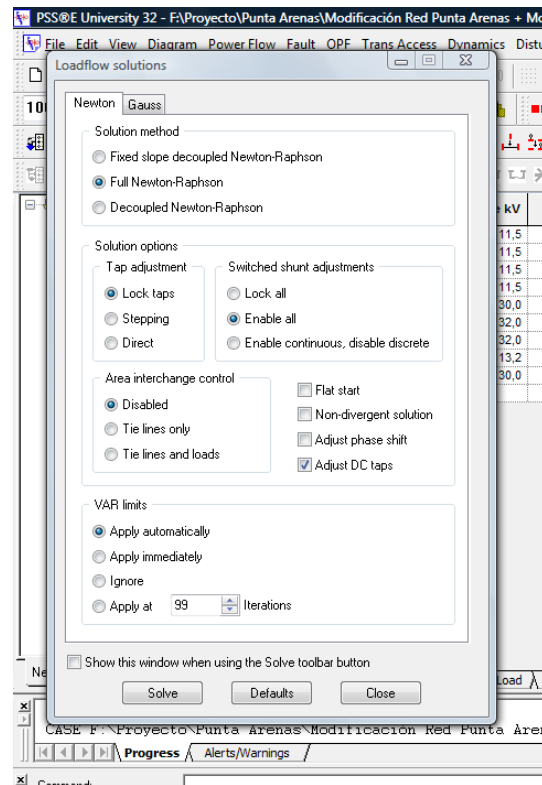 PSS®E University 32 - F:\Proyecto\Punta Arenas\Modificación Red Punta Arenas + Mo
File Edit View Diagram Power Flow Fault OPF Trans Access Dynamics Distu
Loadflow solutions
Newton Gauss
Solution method
Fixed slope decoupled Newton-Raphson
Full Newton-Raphson
Decoupled Newton-Raphson
Solution options
Tap adjustment
Lock taps
Stepping
Direct
Switched shunt adjustments
Lock all
Enable all
Enable continuous, disable discrete
Area interchange control
Disabled
Tie lines only
Tie lines and loads
Flat start
Non-divergent solution
Adjust phase shift
Adjust DC taps
VAR limits
Apply automatically
Apply immediately
Ignore
Apply at 99 Iterations
Show this window when using the Solve toolbar button
Solve Defaults Close
kV
11,5
11,5
11,5
11,5
30,0
32,0
32,0
13,2
30,0
Ne
Load
CASE F:\Proyecto\Punta Arenas\Modificación Red Punta Are
Progress Alerts/Warnings
Command: